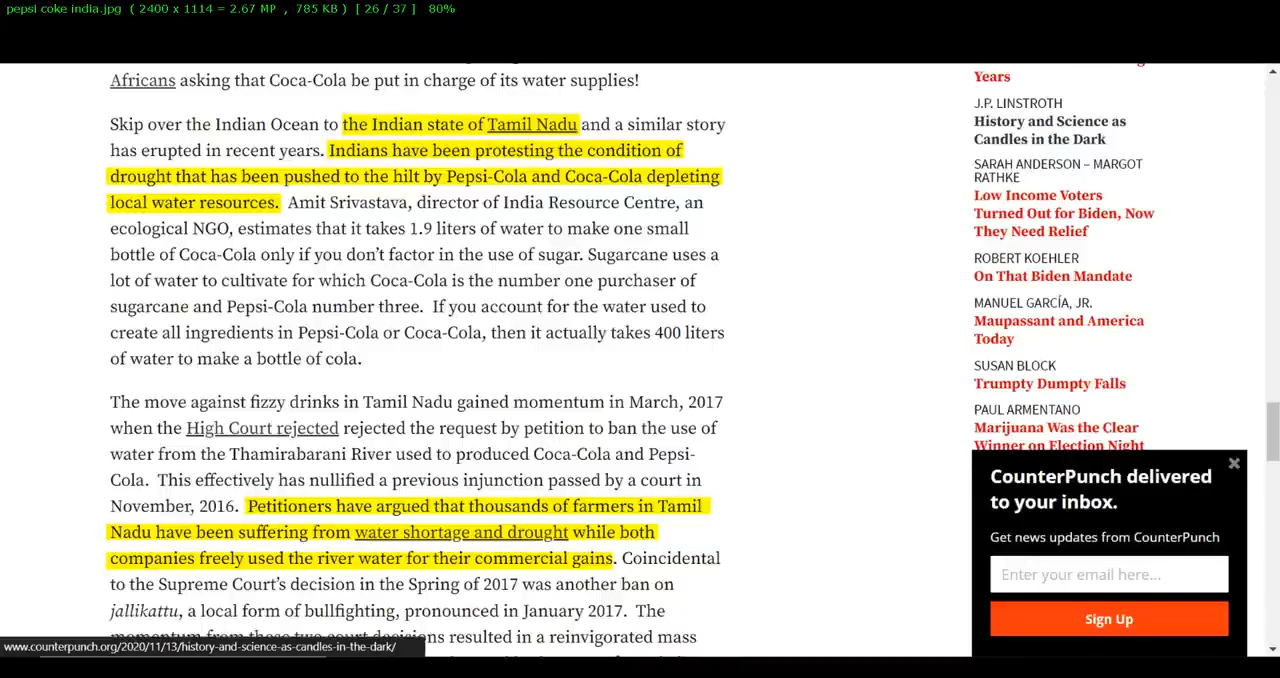 pepsi coke india.jpg ( 2400 x 1114 = 2.67 MP , 785 KB ) [ 26 / 37 ] 80%
Africans asking that Coca-Cola be put in charge of its water supplies!
Skip over the Indian Ocean to the Indian state of Tamil Nadu and a similar story
has erupted in recent years. Indians have been protesting the condition of
drought that has been pushed to the hilt by Pepsi-Cola and Coca-Cola depleting
local water resources. Amit Srivastava, director of India Resource Centre, an
ecological NGO, estimates that it takes 1.9 liters of water to make one small
bottle of Coca-Cola only if you don’t factor in the use of sugar. Sugarcane uses a
lot of water to cultivate for which Coca-Cola is the number one purchaser of
sugarcane and Pepsi-Cola number three. If you account for the water used to
create all ingredients in Pepsi-Cola or Coca-Cola, then it actually takes 400 liters
of water to make a bottle of cola.
The move against fizzy drinks in Tamil Nadu gained momentum in March, 2017
when the High Court rejected rejected the request by petition to ban the use of
water from the Thamirabarani River used to produced Coca-Cola and Pepsi-
Cola. This effectively has nullified a previous injunction passed by a court in
November, 2016. Petitioners have argued that thousands of farmers in Tamil
Nadu have been suffering from water shortage and drought while both
companies freely used the river water for their commercial gains. Coincidental
to the Supreme Court’s decision in the Spring of 2017 was another ban on
jallikattu, a local form of bullfighting, pronounced in January 2017. The
momentum from these two court decisions resulted in a reinvigorated mass
www.counterpunch.org/2020/11/13/history-and-science-as-candles-in-the-dark/
Years
J.P. LINSTROTH
History and Science as
Candles in the Dark
SARAH ANDERSON – MARGOT
RATHKE
Low Income Voters
Turned Out for Biden, Now
They Need Relief
ROBERT KOEHLER
On That Biden Mandate
MANUEL GARCÍA, JR.
Maupassant and America
Today
SUSAN BLOCK
Trumpty Dumpty Falls
PAUL ARMENTANO
Marijuana Was the Clear
Winner on Election Night
CounterPunch delivered
to your inbox.
Get news updates from CounterPunch
Enter your email here...
Sign Up